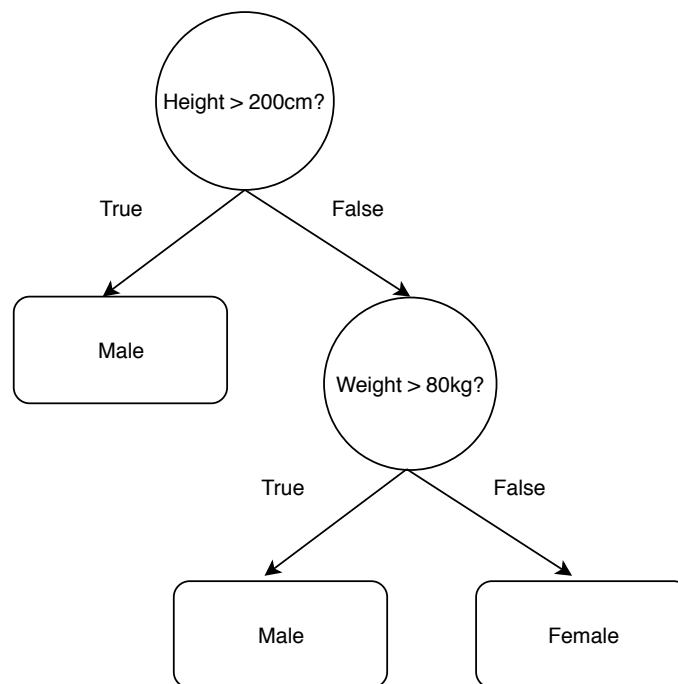 Height > 200cm?
True
False
Male
Weight > 80kg?
True
False
Male
Female